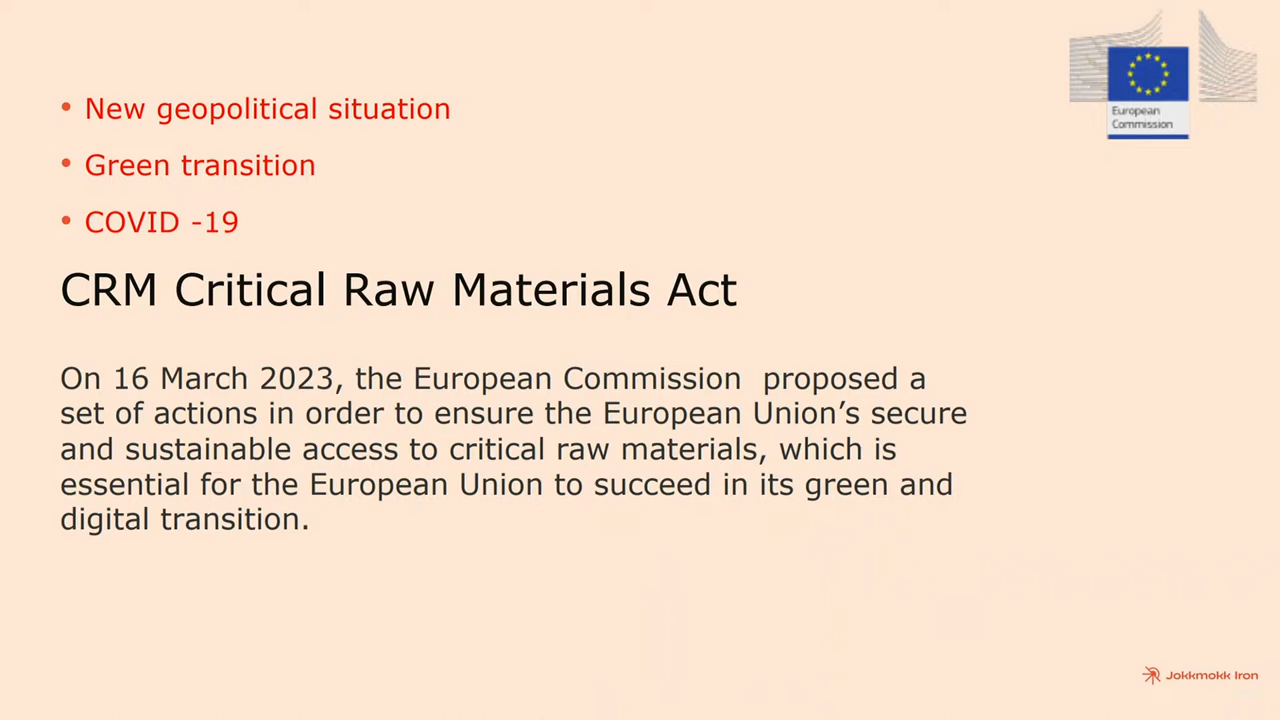 • New geopolitical situation
• Green transition
• COVID -19
CRM Critical Raw Materials Act
On 16 March 2023, the European Commission  proposed a
set of actions in order to ensure the European Union’s secure
and sustainable access to critical raw materials, which is
essential for the European Union to succeed in its green and
digital transition.
European
Commission
Jokkmokk Iron